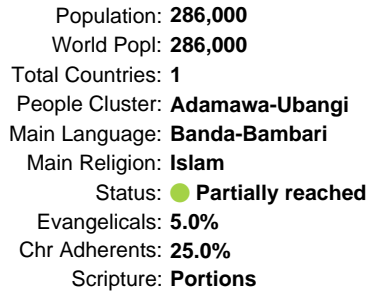 Population: 286,000
World Popl: 286,000
Total Countries: 1
People Cluster: Adamawa-Ubangi
Main Language: Banda-Bambari
Main Religion: Islam
Status: Partially reached
Evangelicals: 5.0%
Chr Adherents: 25.0%
Scripture: Portions